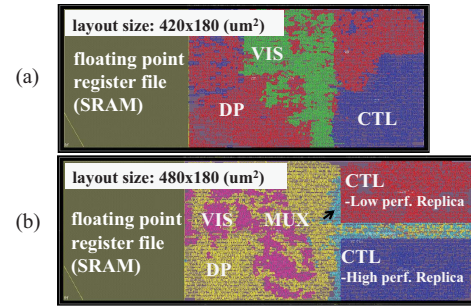 (a)
layout size: 420x180 (um²)
floating point
register file
(SRAM)
VIS
DP
CTL
(b)
layout size: 480x180 (um²)
floating point
register file
(SRAM)
VIS
MUX
DP
CTL
-Low perf. Replica
CTL
-High perf. Replica